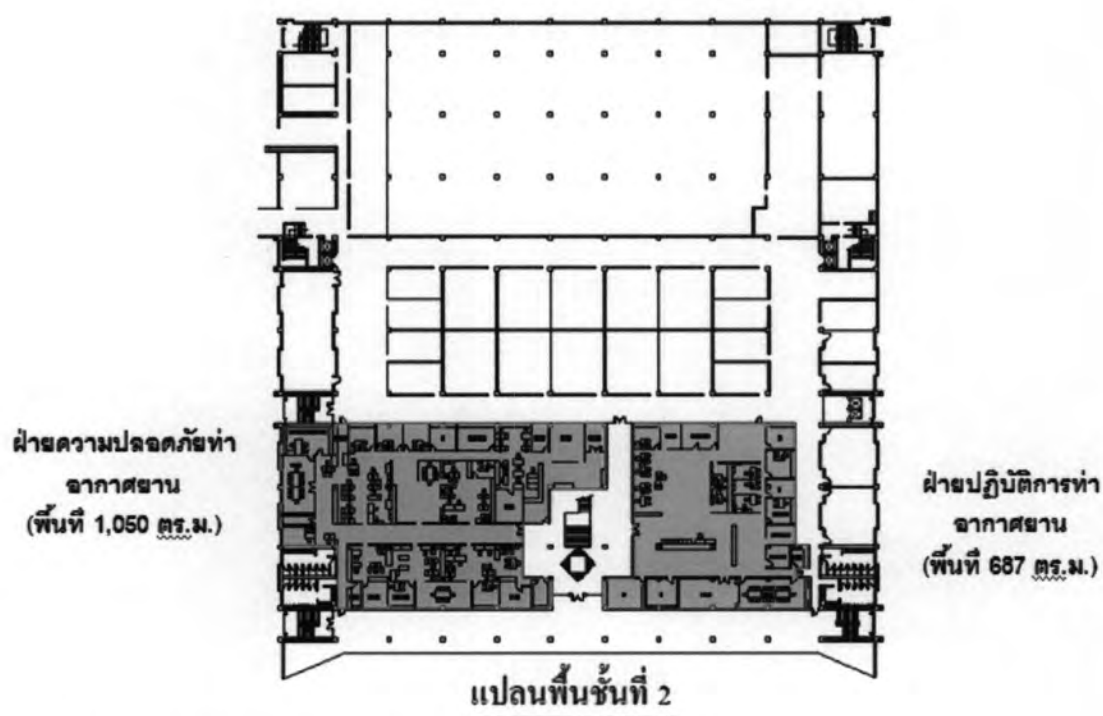 ฝ่ายความปลอดภัยท่า
อากาศยาน
(พื้นที่ 1,050 ตร.ม.)
ฝ่ายปฏิบัติการท่า
อากาศยาน
(พื้นที่ 687 ตร.ม.)
แปลนพื้นชั้นที่ 2